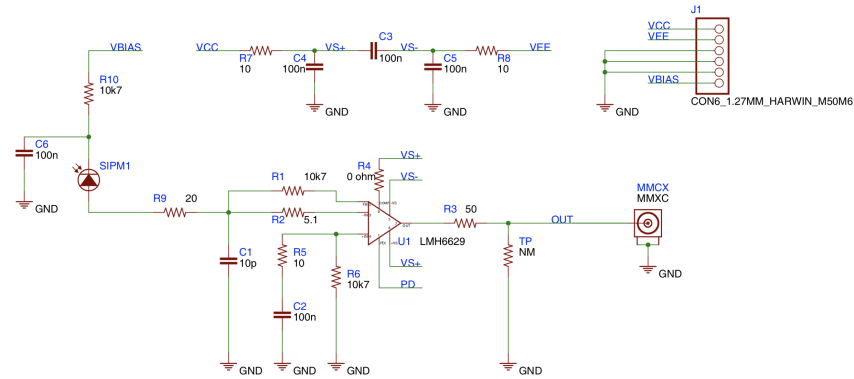 J1
VCC
VEE
VBIAS
CON6_1.27MM_HARWIN_M50M6
GND
VBIAS
VCC
R7
10
C4
100n
VS+
C3
100n
VS-
C5
100n
R8
10
VEE
GND
GND
R10
10k7
C6
100n
GND
SIPM1
R9
20
R1
10k7
R2
5.1
R4
0 ohm
VS+
VS-
U1
LMH6629
OUT
R3
50
OUT
MMCX
MMXC
GND
TP
NM
C1
10p
R5
10
R6
10k7
C2
100n
VS+
PD
GND
GND
GND
GND